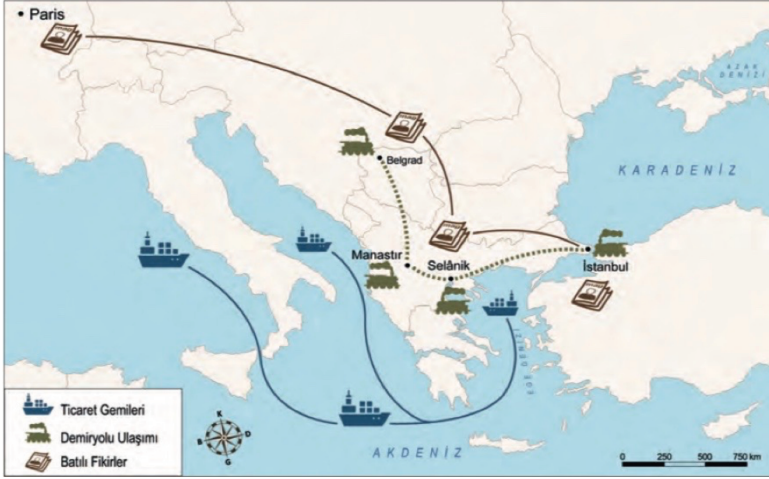 Paris
AZAK
DENİZİ
Belgrad
KARADENİZ
Manastır
Selânik
İstanbul
EGE DENİZİ
Ticaret Gemileri
Demiryolu Ulaşımı
Batılı Fikirler
K
B
D
G
AKDENİZ
0 250 500 750 km